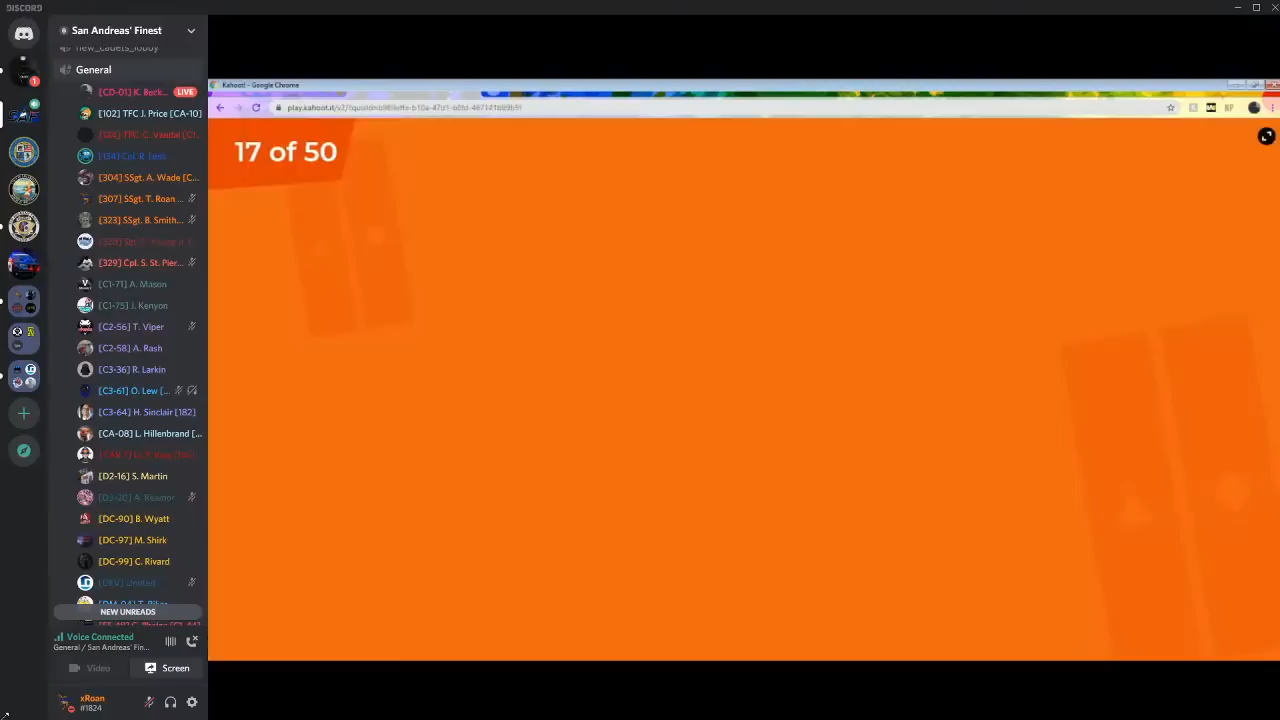 DISCORD
San Andreas' Finest
new_cadets_lobby
General
[CD-01] K. Beck... LIVE
[102] TFC J. Price [CA-10]
[304] SSgt. A. Wade [C...
[307] SSgt. T. Roan ...
[323] SSgt. B. Smith...
[329] Cpl. S. St. Pier...
[C1-71] A. Mason
[C1-75] J. Kenyon
[C2-56] T. Viper
[C2-58] A. Rash
[C3-36] R. Larkin
[C3-61] O. Lew [...
[C3-64] H. Sinclair [182]
[CA-08] L. Hillenbrand [...
[D2-16] S. Martin
[DC-90] B. Wyatt
[DC-97] M. Shirk
[DC-99] C. Rivard
NEW UNREADS
Voice Connected
General / San Andreas' Fin...
Video
Screen
xRoan
#1824
1
Kahoot! - Google Chrome
17 of 50